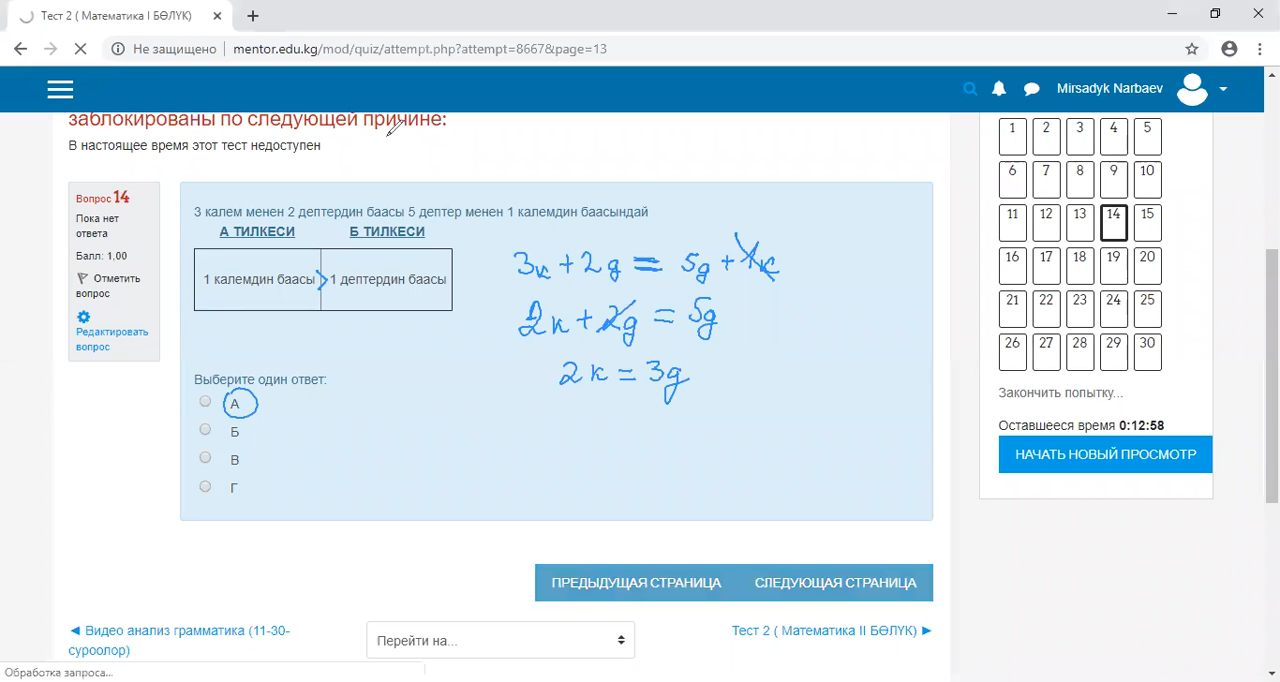 Тест 2 ( Математика I БӨЛҮК)
Не защищено
mentor.edu.kg/mod/quiz/attempt.php?attempt=8667&page=13
Mirsadyk Narbaev
заблокированы по следующей причине:
В настоящее время этот тест недоступен
Вопрос 14
Пока нет
ответа
Балл: 1,00
Отметить
вопрос
Редактировать
вопрос
3 калем менен 2 дептердин баасы 5 дептер менен 1 калемдин баасындай
А ТИЛКЕСИ Б ТИЛКЕСИ
1 калемдин баасы > 1 дептердин баасы
3к + 2д = 5д + 1к
2к + 2д = 5д
2к = 3д
Выберите один ответ:
А
Б
В
Г
ПРЕДЫДУЩАЯ СТРАНИЦА
СЛЕДУЮЩАЯ СТРАНИЦА
◄ Видео анализ грамматика (11-30-
суроолор)
Перейти на...
Тест 2 ( Математика II БӨЛҮК) ►
1 2 3 4 5
6 7 8 9 10
11 12 13 14 15
16 17 18 19 20
21 22 23 24 25
26 27 28 29 30
Закончить попытку...
Оставшееся время 0:12:58
НАЧАТЬ НОВЫЙ ПРОСМОТР
Обработка запроса...